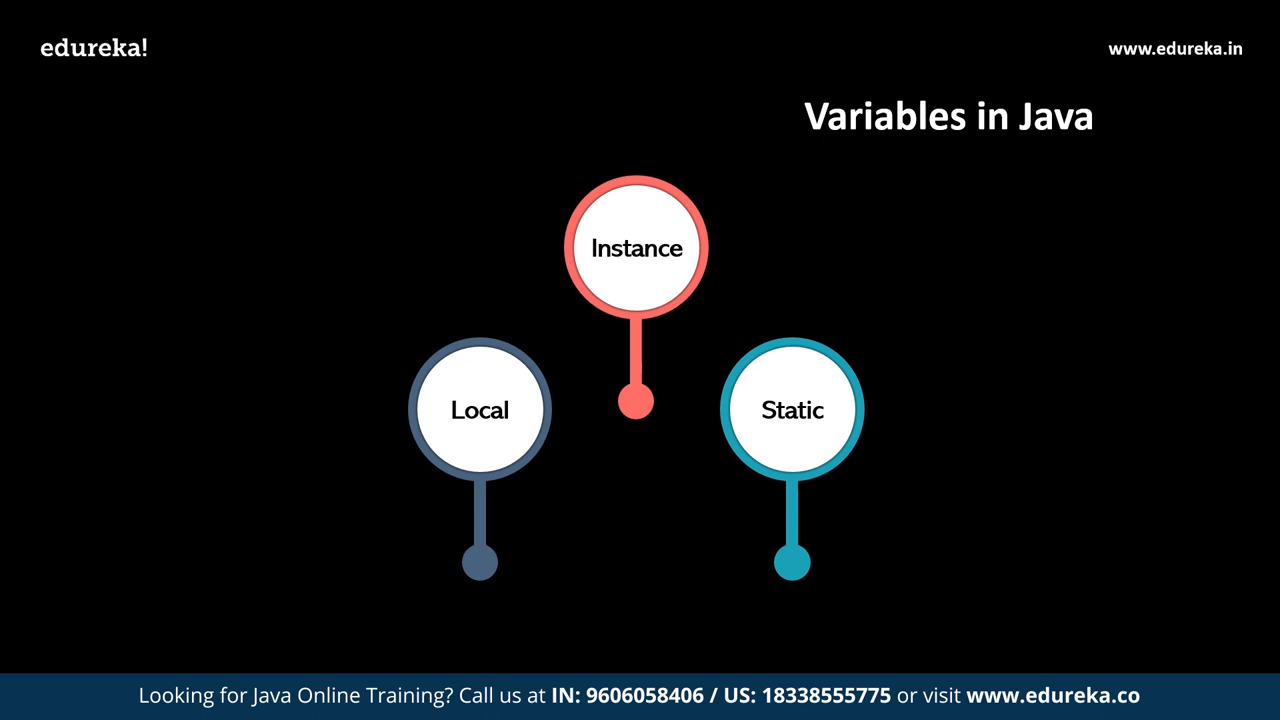 edureka!
www.edureka.in
Variables in Java
Instance
Local
Static
Looking for Java Online Training? Call us at IN: 9606058406 / US: 18338555775 or visit www.edureka.co